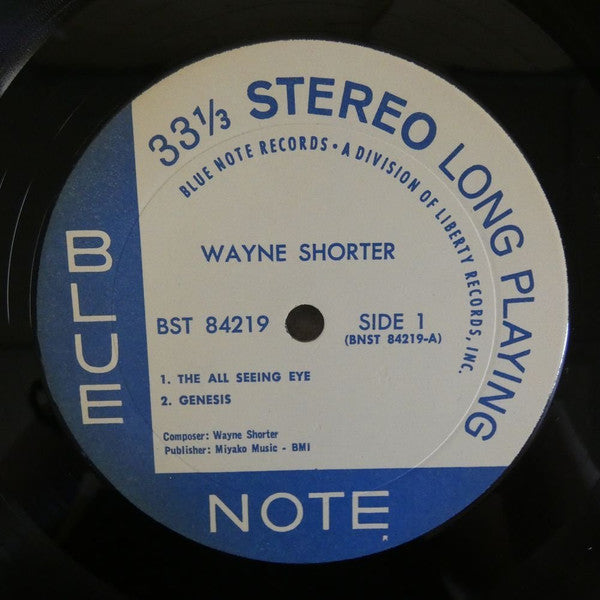 33⅓ STEREO LONG PLAYING
BLUE NOTE RECORDS • A DIVISION OF LIBERTY RECORDS, INC.
WAYNE SHORTER
BST 84219
SIDE 1
(BNST 84219-A)
1. THE ALL SEEING EYE
2. GENESIS
Composer: Wayne Shorter
Publisher: Miyako Music - BMI
BLUE
NOTE